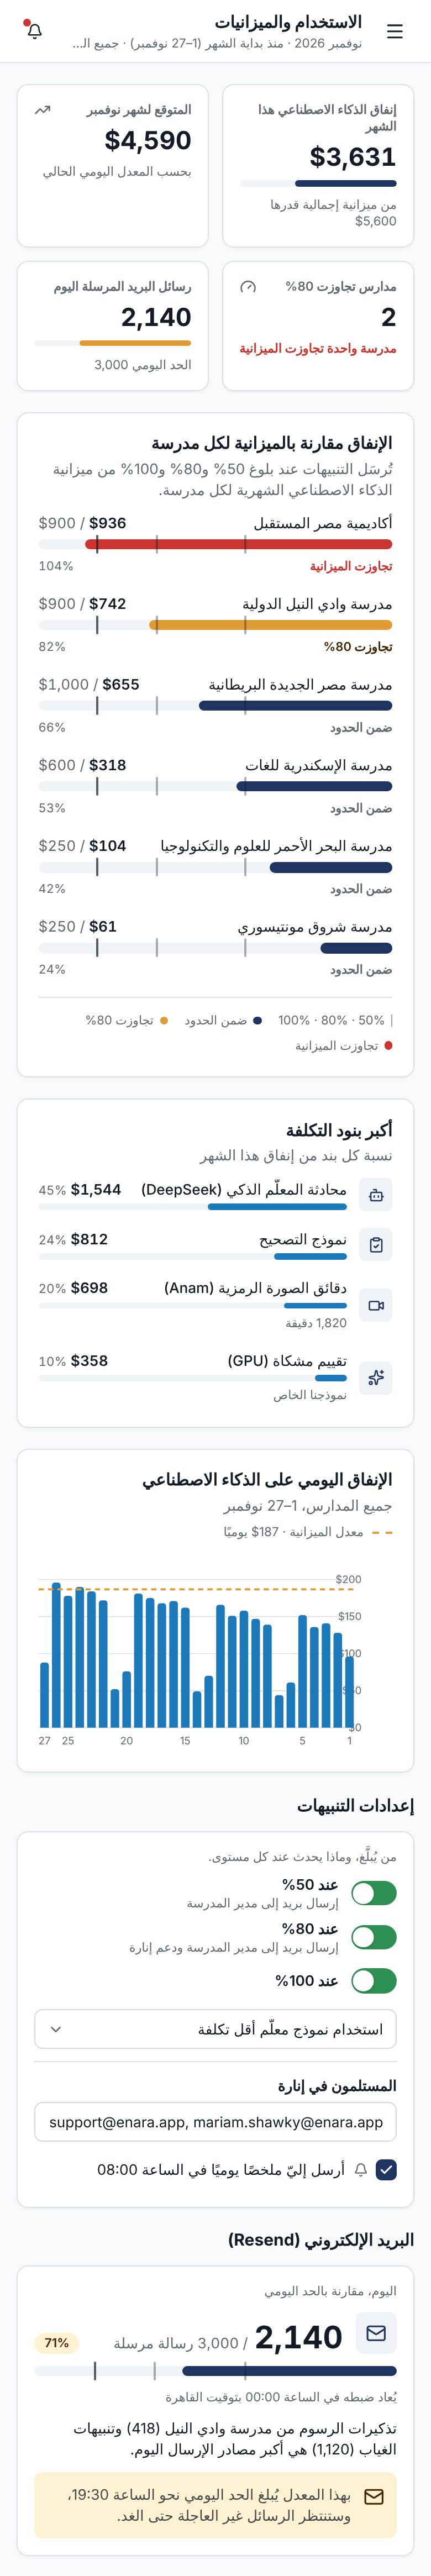 الاستخدام والميزانيات
نوفمبر 2026 · منذ بداية الشهر (1–27 نوفمبر) · جميع الـ...
إنفاق الذكاء الاصطناعي هذا
الشهر
$3,631
من ميزانية إجمالية قدرها
$5,600
المتوقع لشهر نوفمبر
$4,590
بحسب المعدل اليومي الحالي
مدارس تجاوزت 80%
2
مدرسة واحدة تجاوزت الميزانية
رسائل البريد المرسلة اليوم
2,140
الحد اليومي 3,000
الإنفاق مقارنة بالميزانية لكل مدرسة
تُرسَل التنبيهات عند بلوغ 50% و80% و100% من ميزانية
الذكاء الاصطناعي الشهرية لكل مدرسة.
أكاديمية مصر المستقبل
$936 / $900
تجاوزت الميزانية
104%
مدرسة وادي النيل الدولية
$742 / $900
تجاوزت 80%
82%
مدرسة مصر الجديدة البريطانية
$655 / $1,000
ضمن الحدود
66%
مدرسة الإسكندرية للغات
$318 / $600
ضمن الحدود
53%
مدرسة البحر الأحمر للعلوم والتكنولوجيا
$104 / $250
ضمن الحدود
42%
مدرسة شروق مونتيسوري
$61 / $250
ضمن الحدود
24%
50% · 80% · 100%
ضمن الحدود
تجاوزت 80%
تجاوزت الميزانية
أكبر بنود التكلفة
نسبة كل بند من إنفاق هذا الشهر
محادثة المعلّم الذكي (DeepSeek)
$1,544 45%
نموذج التصحيح
$812 24%
دقائق الصورة الرمزية (Anam)
$698 20%
1,820 دقيقة
تقييم مشكاة (GPU)
$358 10%
نموذجنا الخاص
الإنفاق اليومي على الذكاء الاصطناعي
جميع المدارس، 1–27 نوفمبر
معدل الميزانية · $187 يوميًا
$200
$150
$100
$50
$0
1
5
10
15
20
25
27
إعدادات التنبيهات
من يُبلَّغ، وماذا يحدث عند كل مستوى.
عند 50%
إرسال بريد إلى مدير المدرسة
عند 80%
إرسال بريد إلى مدير المدرسة ودعم إنارة
عند 100%
استخدام نموذج معلّم أقل تكلفة
المستلمون في إنارة
support@enara.app, mariam.shawky@enara.app
أرسل إليّ ملخصًا يوميًا في الساعة 08:00
البريد الإلكتروني (Resend)
اليوم، مقارنة بالحد اليومي
2,140 / 3,000 رسالة مرسلة
71%
يُعاد ضبطه في الساعة 00:00 بتوقيت القاهرة
تذكيرات الرسوم من مدرسة وادي النيل (418) وتنبيهات
الغياب (1,120) هي أكبر مصادر الإرسال اليوم.
بهذا المعدل يُبلغ الحد اليومي نحو الساعة 19:30،
وستنتظر الرسائل غير العاجلة حتى الغد.